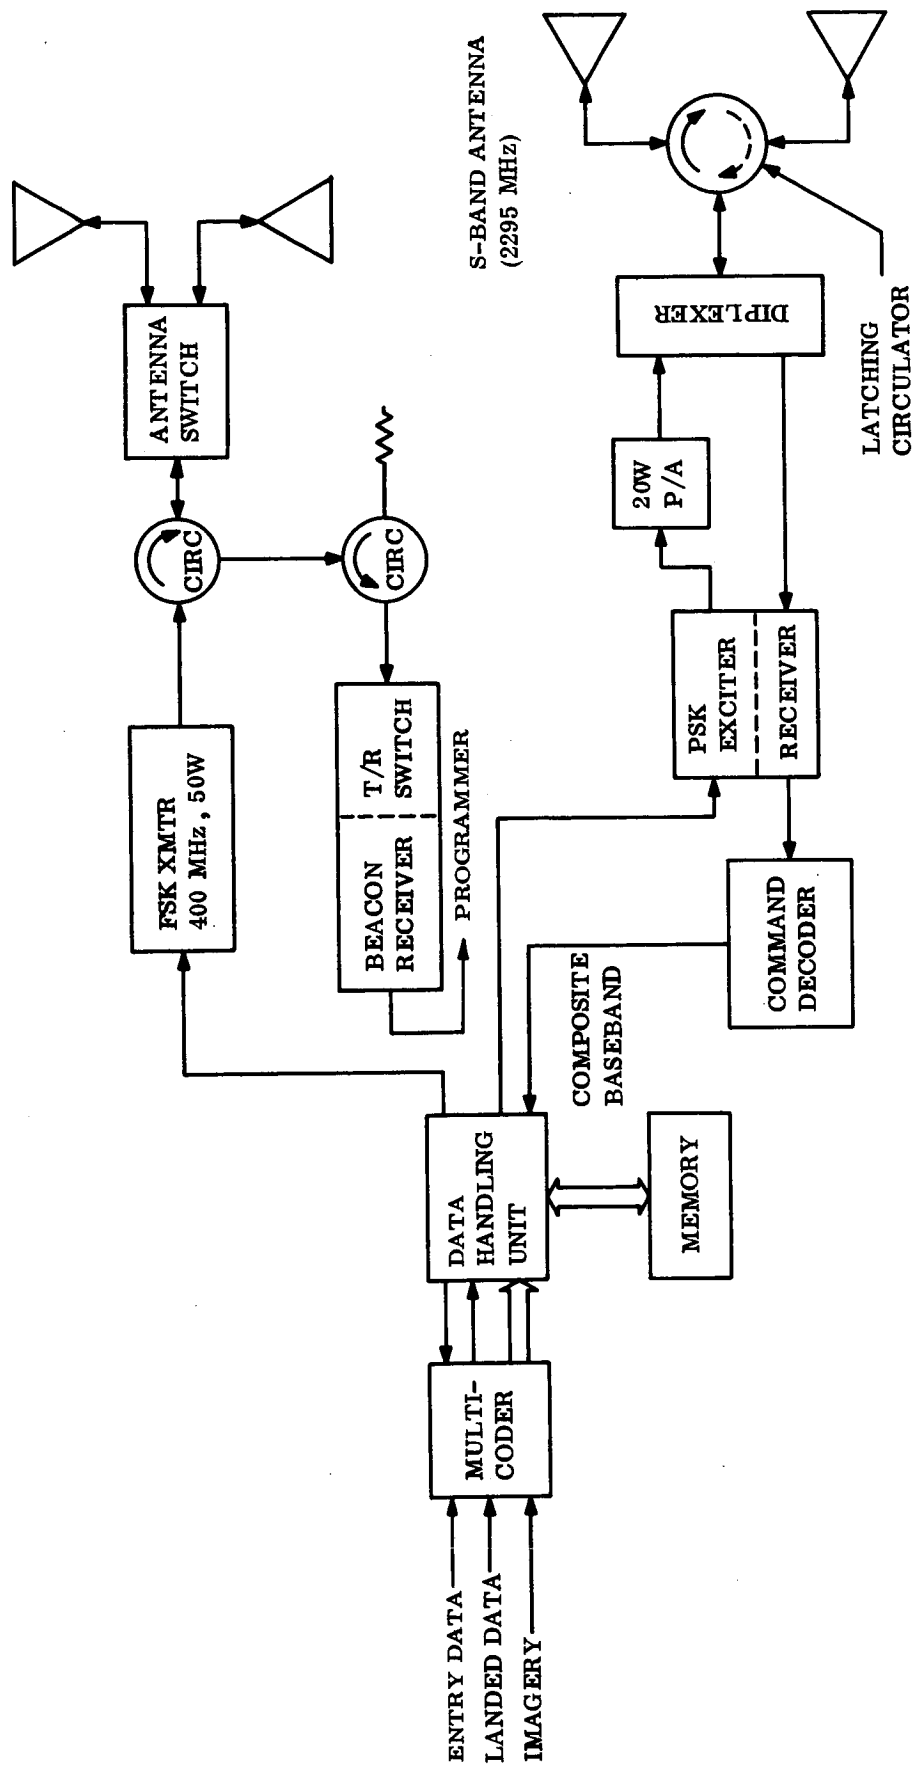 ENTRY DATA
LANDED DATA
IMAGERY
MULTI-
CODER
DATA
HANDLING
UNIT
MEMORY
FSK XMTR
400 MHz, 50W
CIRC
ANTENNA
SWITCH
BEACON
RECEIVER
T/R
SWITCH
CIRC
PROGRAMMER
COMPOSITE
BASEBAND
COMMAND
DECODER
PSK
EXCITER
RECEIVER
20W
P/A
DIPLEXER
S-BAND ANTENNA
(2295 MHz)
LATCHING
CIRCULATOR